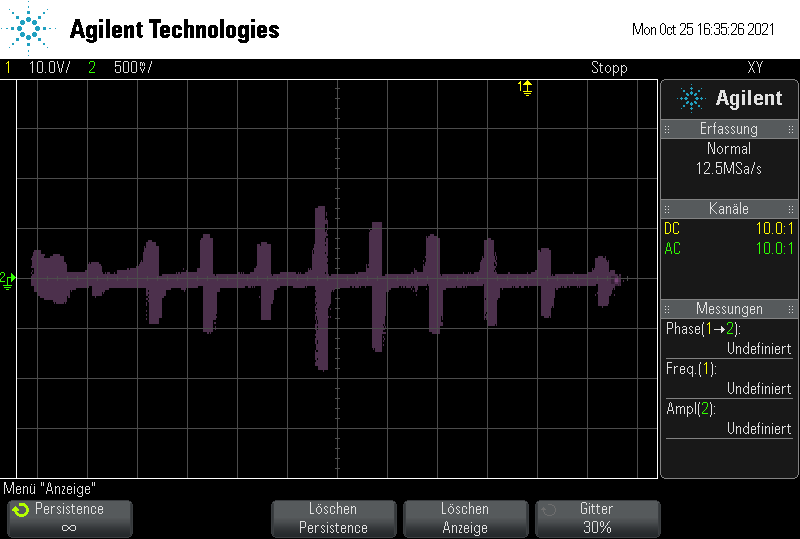 Agilent Technologies
Mon Oct 25 16:35:26 2021
1 10.0V/ 2 500mV/ Stopp XY
1
2
Agilent
Erfassung
Normal
12.5MSa/s
Kanäle
DC 10.0:1
AC 10.0:1
Messungen
Phase(1→2):
Undefiniert
Freq.(1):
Undefiniert
Ampl(2):
Undefiniert
Menü "Anzeige"
Persistence
∞
Löschen
Persistence
Löschen
Anzeige
Gitter
30%